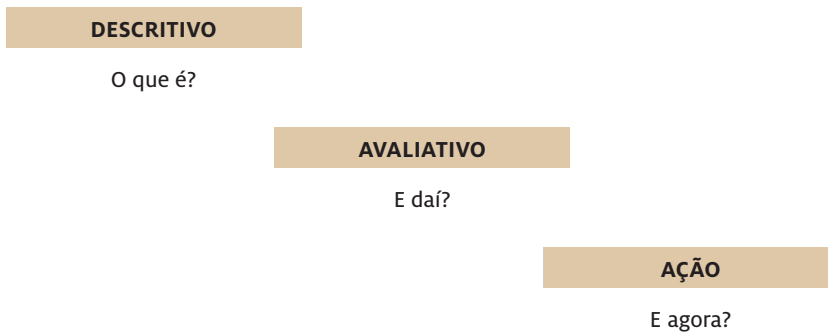 DESCRITIVO
O que é?
AVALIATIVO
E daí?
AÇÃO
E agora?